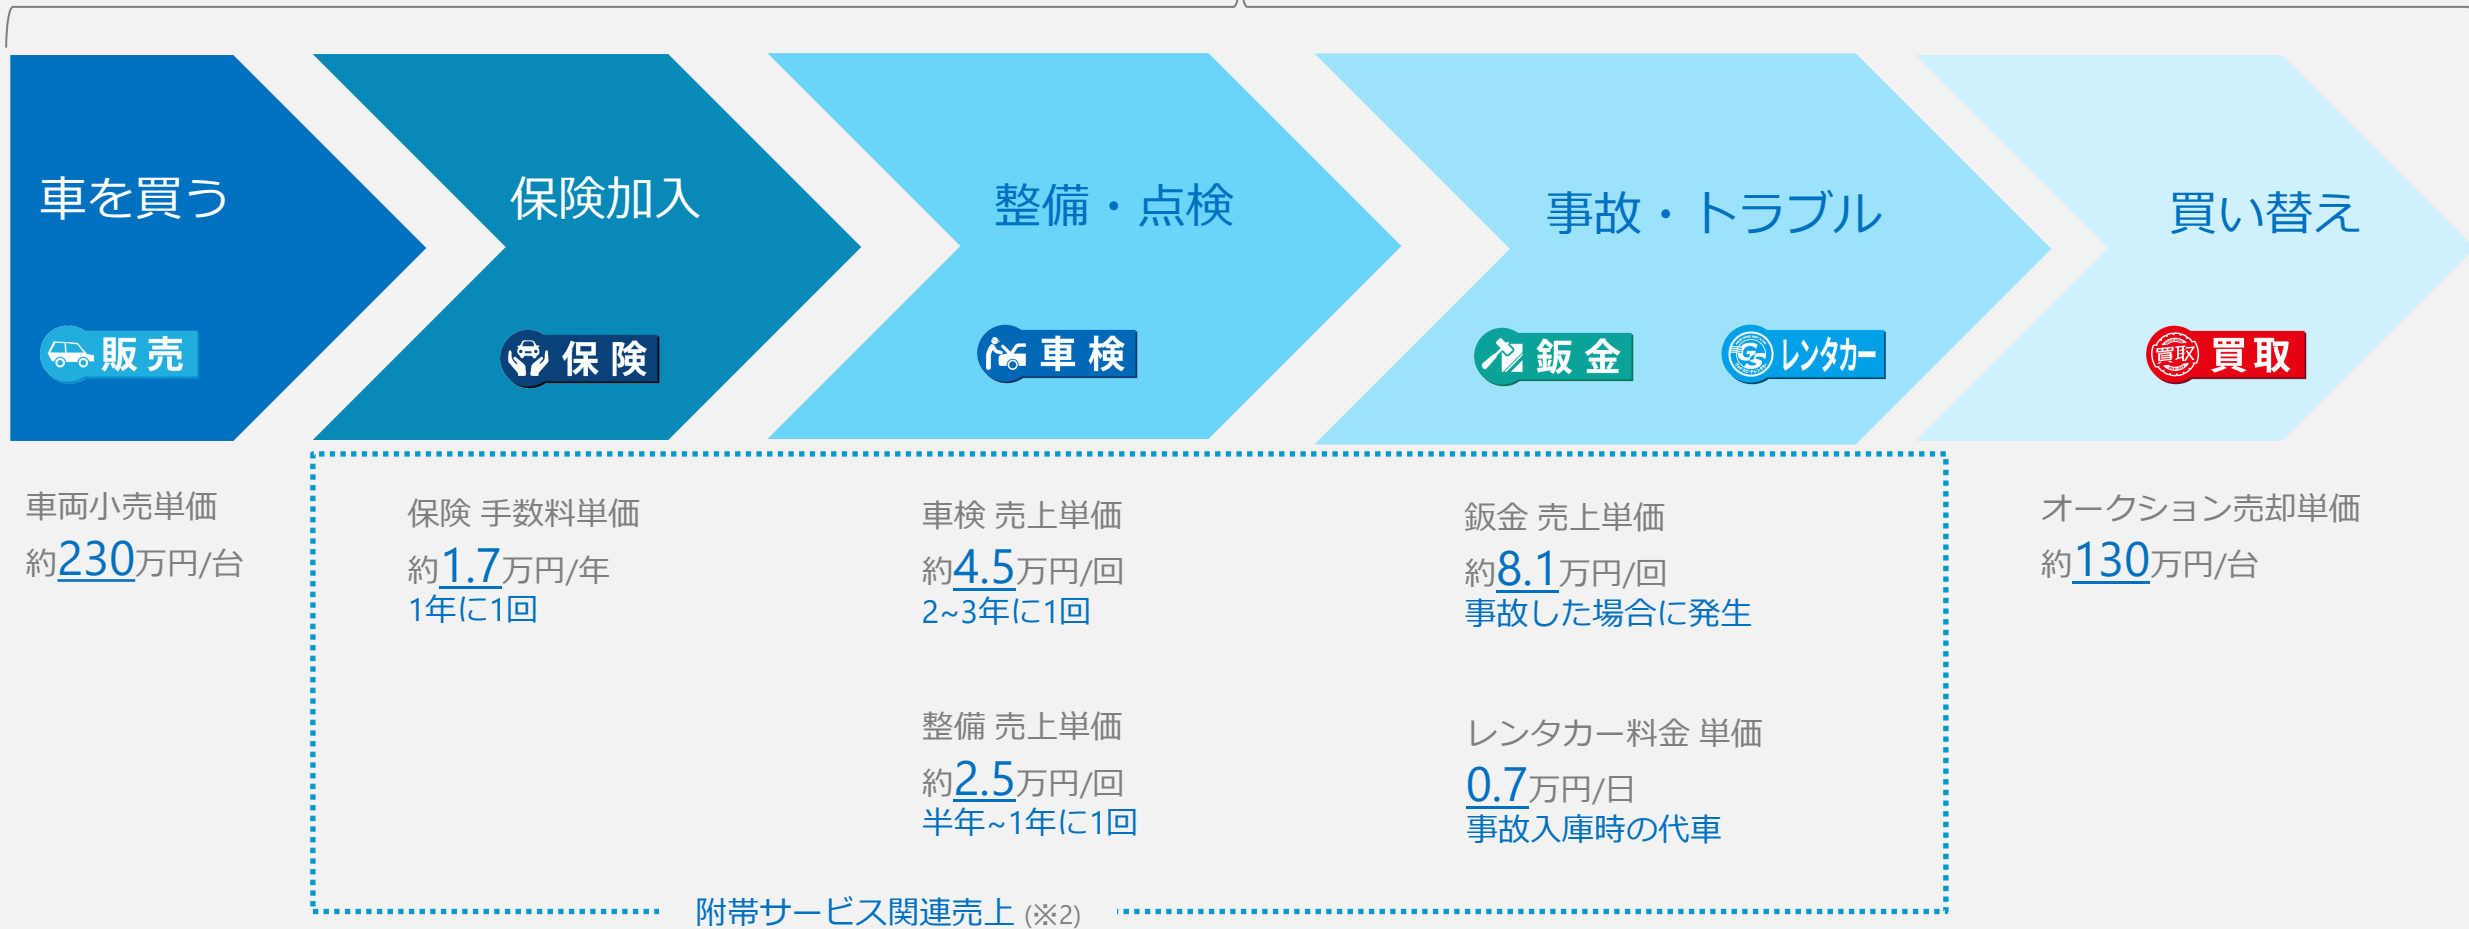 車を買う
販売
車両小売単価
約230万円/台
保険加入
保険
保険 手数料単価
約1.7万円/年
1年に1回
整備・点検
車検
車検 売上単価
約4.5万円/回
2~3年に1回
整備 売上単価
約2.5万円/回
半年~1年に1回
事故・トラブル
鈑金
GS レンタカー
鈑金 売上単価
約8.1万円/回
事故した場合に発生
レンタカー料金 単価
0.7万円/日
事故入庫時の代車
買い替え
買取 買取
オークション売却単価
約130万円/台
附帯サービス関連売上 (※2)